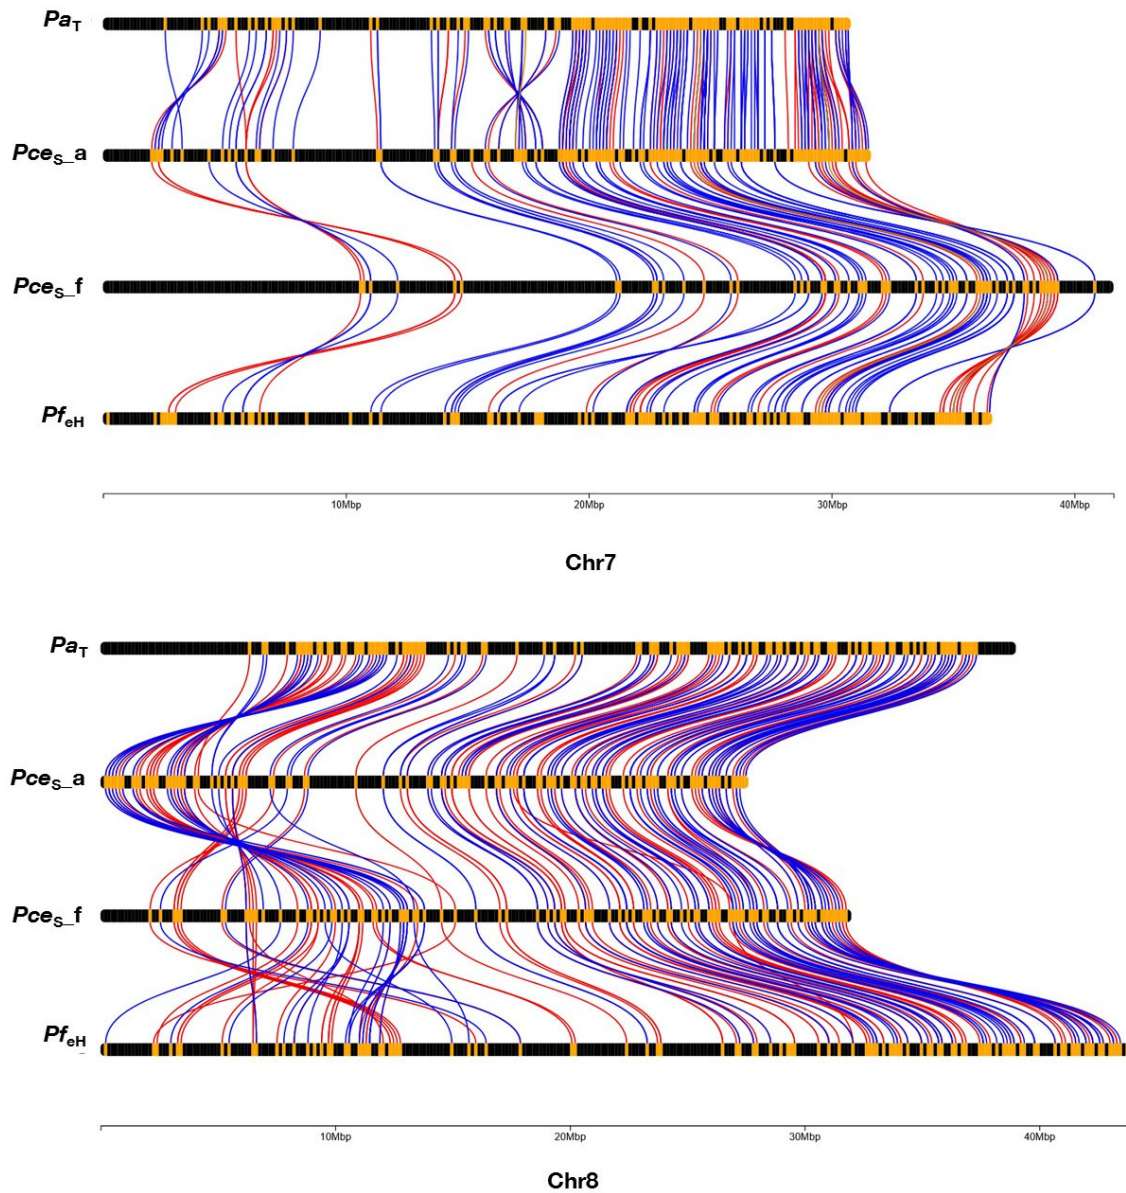 PaT
PceS_a
PceS_f
PfeH
10Mbp 20Mbp 30Mbp 40Mbp
Chr7
PaT
PceS_a
PceS_f
PfeH
10Mbp 20Mbp 30Mbp 40Mbp
Chr8